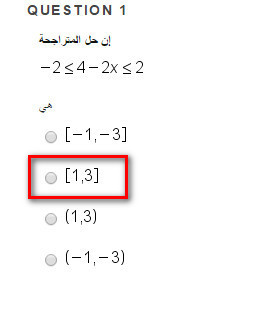 QUESTION 1
إن حل المتراجحة
−2≤4−2x≤2
هي
[−1,−3]
[1,3]
(1,3)
(−1,−3)